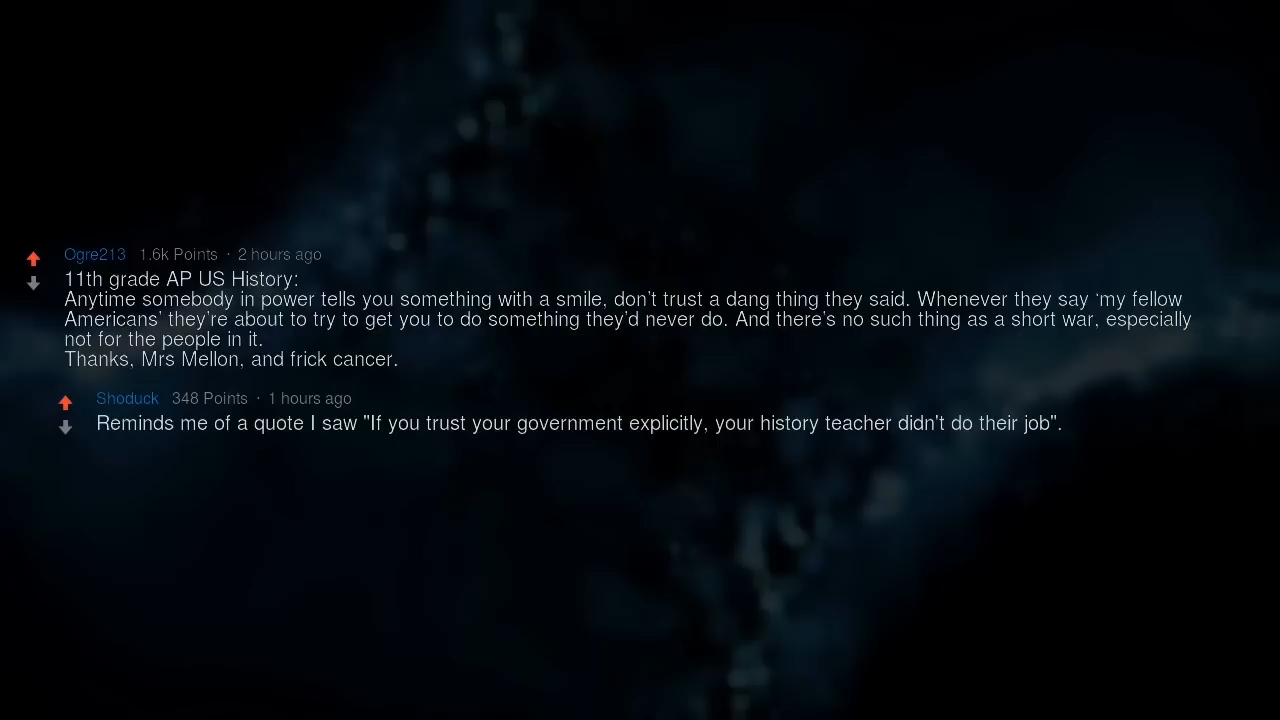 Ogre213 1.6k Points · 2 hours ago
11th grade AP US History:
Anytime somebody in power tells you something with a smile, don't trust a dang thing they said. Whenever they say ‘my fellow
Americans’ they're about to try to get you to do something they'd never do. And there's no such thing as a short war, especially
not for the people in it.
Thanks, Mrs Mellon, and frick cancer.
Shoduck 348 Points · 1 hours ago
Reminds me of a quote I saw "If you trust your government explicitly, your history teacher didn't do their job".